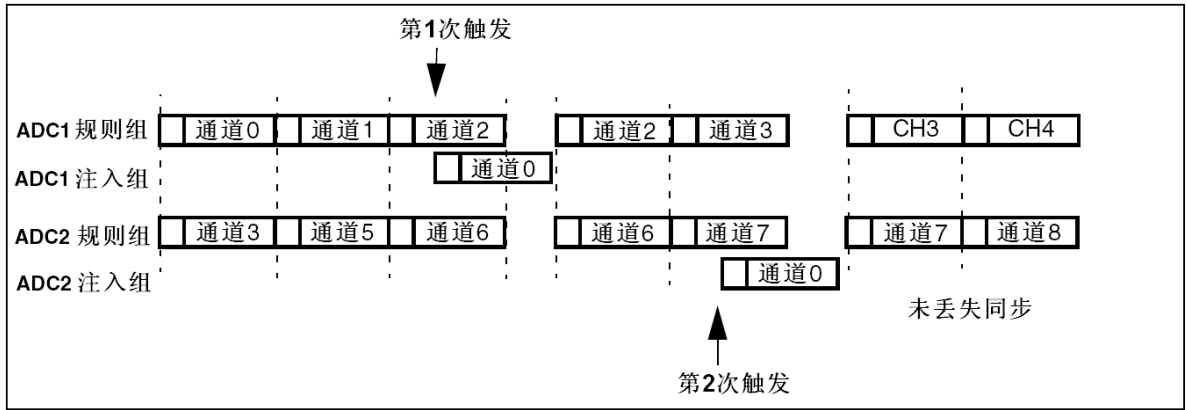 第1次触发
ADC1 规则组 通道0 通道1 通道2 通道2 通道3 CH3 CH4
ADC1 注入组 通道0
ADC2 规则组 通道3 通道5 通道6 通道6 通道7 通道7 通道8
ADC2 注入组 通道0
未丢失同步
第2次触发